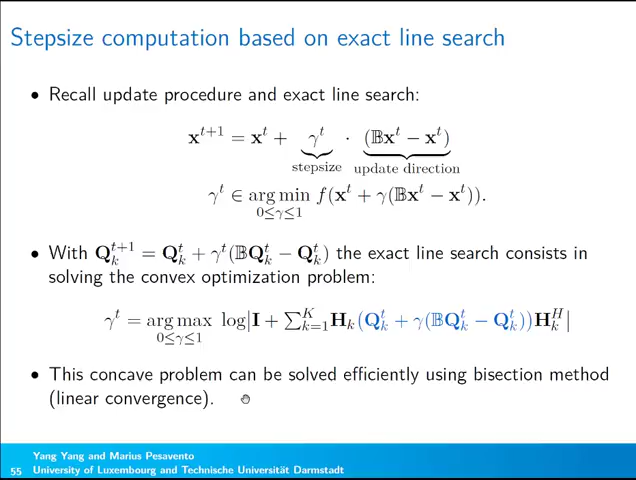 Stepsize computation based on exact line search
• Recall update procedure and exact line search:
x^{t+1} = x^t + γ^t · (𝔹x^t − x^t)
stepsize update direction
γ^t ∈ arg min f(x^t + γ(𝔹x^t − x^t)).
0≤γ≤1
• With Q_k^{t+1} = Q_k^t + γ^t(𝔹Q_k^t − Q_k^t) the exact line search consists in
solving the convex optimization problem:
γ^t = arg max log|I + ∑_{k=1}^K H_k(Q_k^t + γ(𝔹Q_k^t − Q_k^t))H_k^H|
0≤γ≤1
• This concave problem can be solved efficiently using bisection method
(linear convergence).
Yang Yang and Marius Pesavento
55 University of Luxembourg and Technische Universität Darmstadt